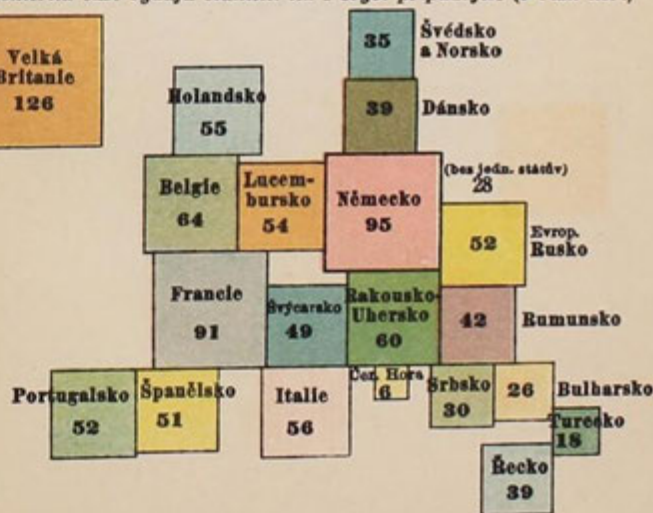 Velká
Britanie
126
35
Švédsko
a Norsko
Holandsko
55
39
Dánsko
Belgie
64
Lucem-
bursko
54
Německo
95
(bez jedn. států)
28
52
Evrop.
Rusko
Francie
91
Švýcarsko
49
Rakousko-
Uhersko
60
42
Rumunsko
Portugalsko
52
Španělsko
51
Italie
56
Čer. Hora
6
Srbsko
30
26
Bulharsko
Turecko
18
Řecko
39